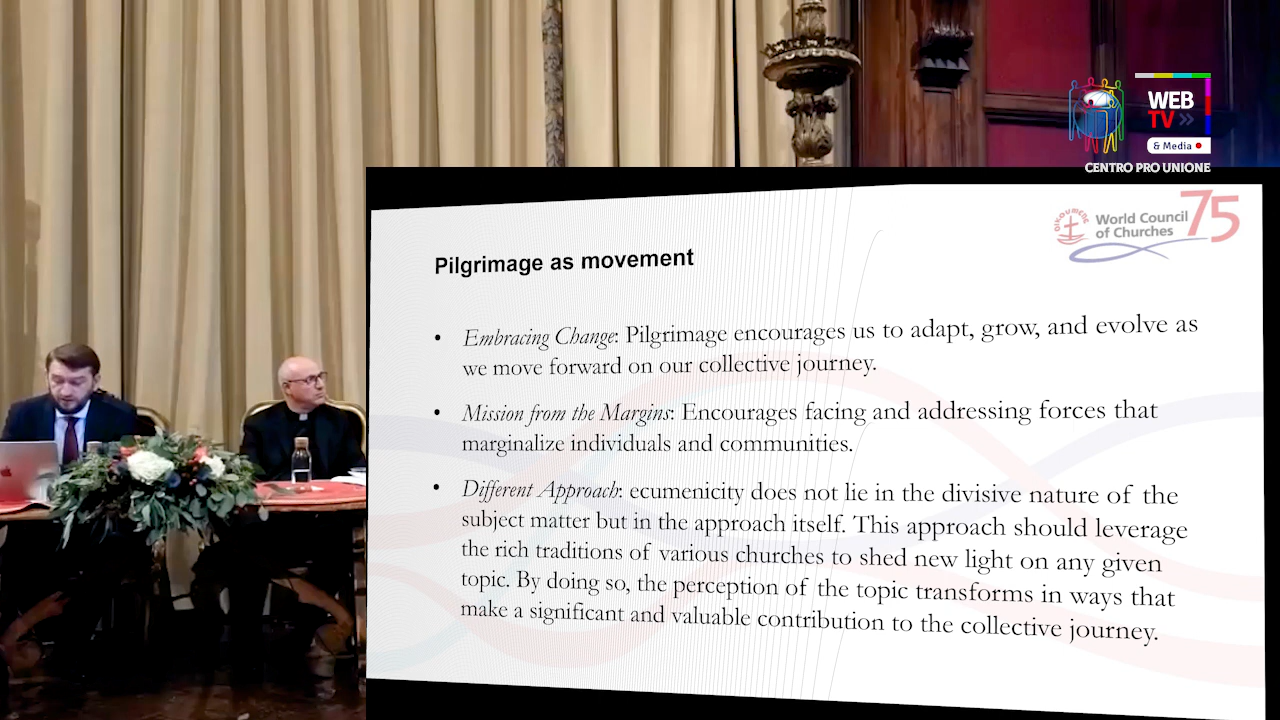 WEB
TV
& Media
CENTRO PRO UNIONE
ΟΙΚΟΥΜΕΝΕ
World Council
of Churches
75
Pilgrimage as movement
• Embracing Change: Pilgrimage encourages us to adapt, grow, and evolve as
we move forward on our collective journey.
• Mission from the Margins: Encourages facing and addressing forces that
marginalize individuals and communities.
• Different Approach: ecumenicity does not lie in the divisive nature of the
subject matter but in the approach itself. This approach should leverage
the rich traditions of various churches to shed new light on any given
topic. By doing so, the perception of the topic transforms in ways that
make a significant and valuable contribution to the collective journey.